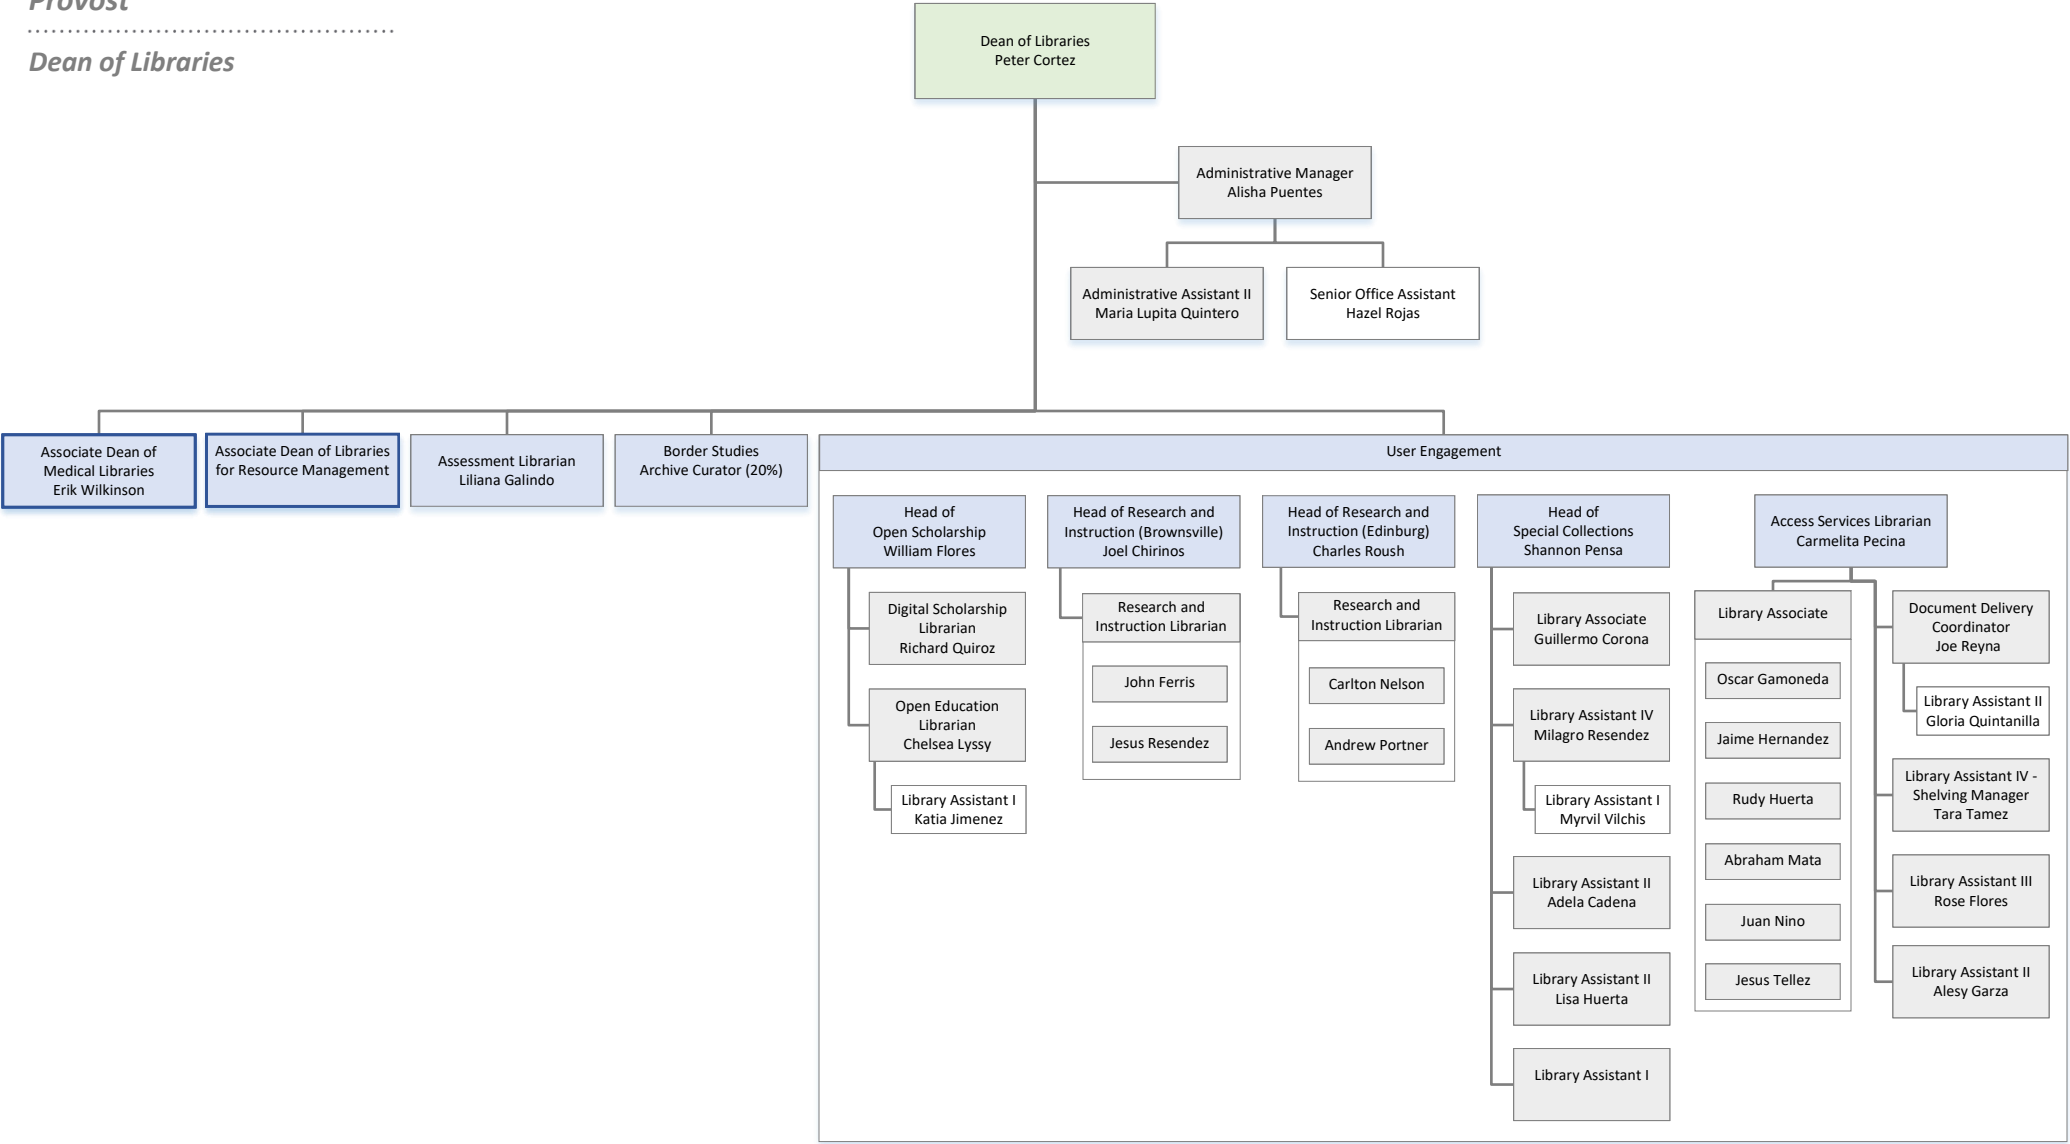 Provost
Dean of Libraries
Dean of Libraries
Peter Cortez
Administrative Manager
Alisha Puentes
Administrative Assistant II
Maria Lupita Quintero
Senior Office Assistant
Hazel Rojas
Associate Dean of
Medical Libraries
Erik Wilkinson
Associate Dean of Libraries
for Resource Management
Assessment Librarian
Liliana Galindo
Border Studies
Archive Curator (20%)
User Engagement
Head of
Open Scholarship
William Flores
Digital Scholarship
Librarian
Richard Quiroz
Open Education
Librarian
Chelsea Lyssy
Library Assistant I
Katia Jimenez
Head of Research and
Instruction (Brownsville)
Joel Chirinos
Research and
Instruction Librarian
John Ferris
Jesus Resendez
Head of Research and
Instruction (Edinburg)
Charles Roush
Research and
Instruction Librarian
Carlton Nelson
Andrew Portner
Head of
Special Collections
Shannon Pensa
Library Associate
Guillermo Corona
Library Assistant IV
Milagro Resendez
Library Assistant I
Myrvil Vilchis
Library Assistant II
Adela Cadena
Library Assistant II
Lisa Huerta
Library Assistant I
Access Services Librarian
Carmelita Pecina
Library Associate
Oscar Gamoneda
Jaime Hernandez
Rudy Huerta
Abraham Mata
Juan Nino
Jesus Tellez
Document Delivery
Coordinator
Joe Reyna
Library Assistant II
Gloria Quintanilla
Library Assistant IV -
Shelving Manager
Tara Tamez
Library Assistant III
Rose Flores
Library Assistant II
Alesy Garza